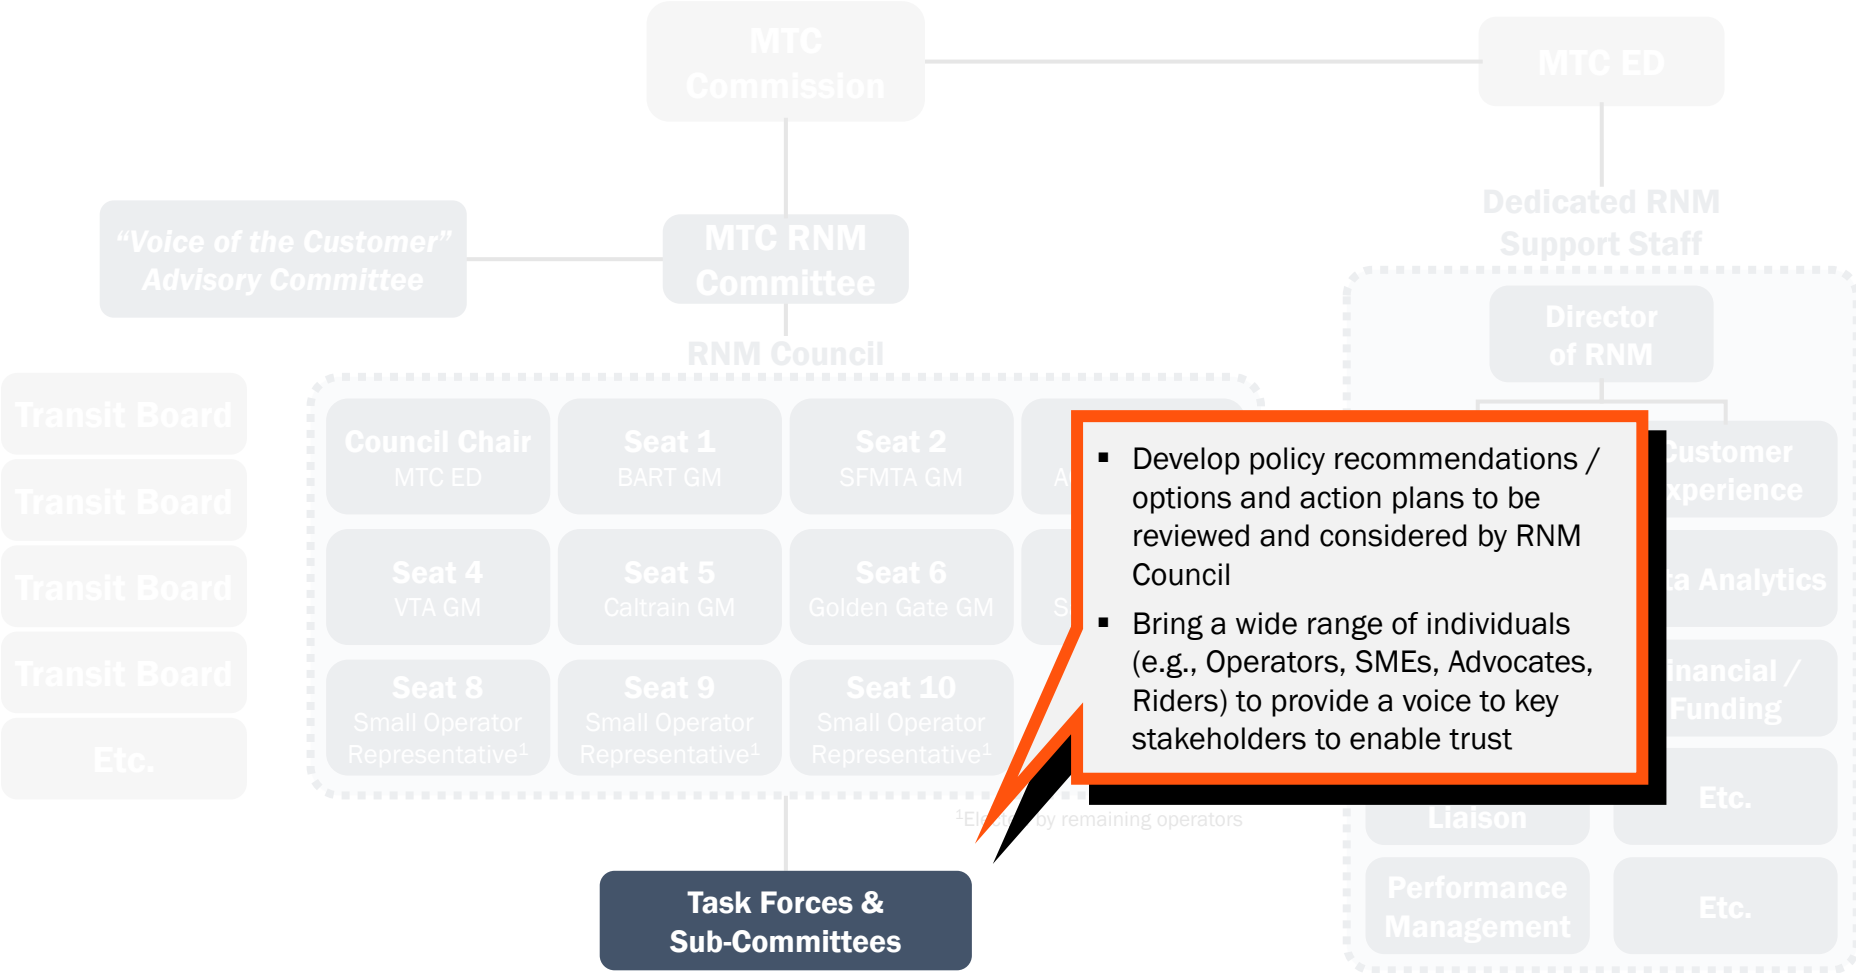 MTC
Commission
MTC ED
Dedicated RNM
Support Staff
“Voice of the Customer”
Advisory Committee
MTC RNM
Committee
Director
of RNM
RNM Council
Transit Board
Transit Board
Transit Board
Transit Board
Etc.
Council Chair
MTC ED
Seat 1
BART GM
Seat 2
SFMTA GM
Seat 4
VTA GM
Seat 5
Caltrain GM
Seat 6
Golden Gate GM
Seat 8
Small Operator
Representative¹
Seat 9
Small Operator
Representative¹
Seat 10
Small Operator
Representative¹
▪ Develop policy recommendations /
options and action plans to be
reviewed and considered by RNM
Council
▪ Bring a wide range of individuals
(e.g., Operators, SMEs, Advocates,
Riders) to provide a voice to key
stakeholders to enable trust
Analytics
Funding
Liaison
Etc.
Performance
Management
Etc.
by remaining operators
Task Forces &
Sub-Committees